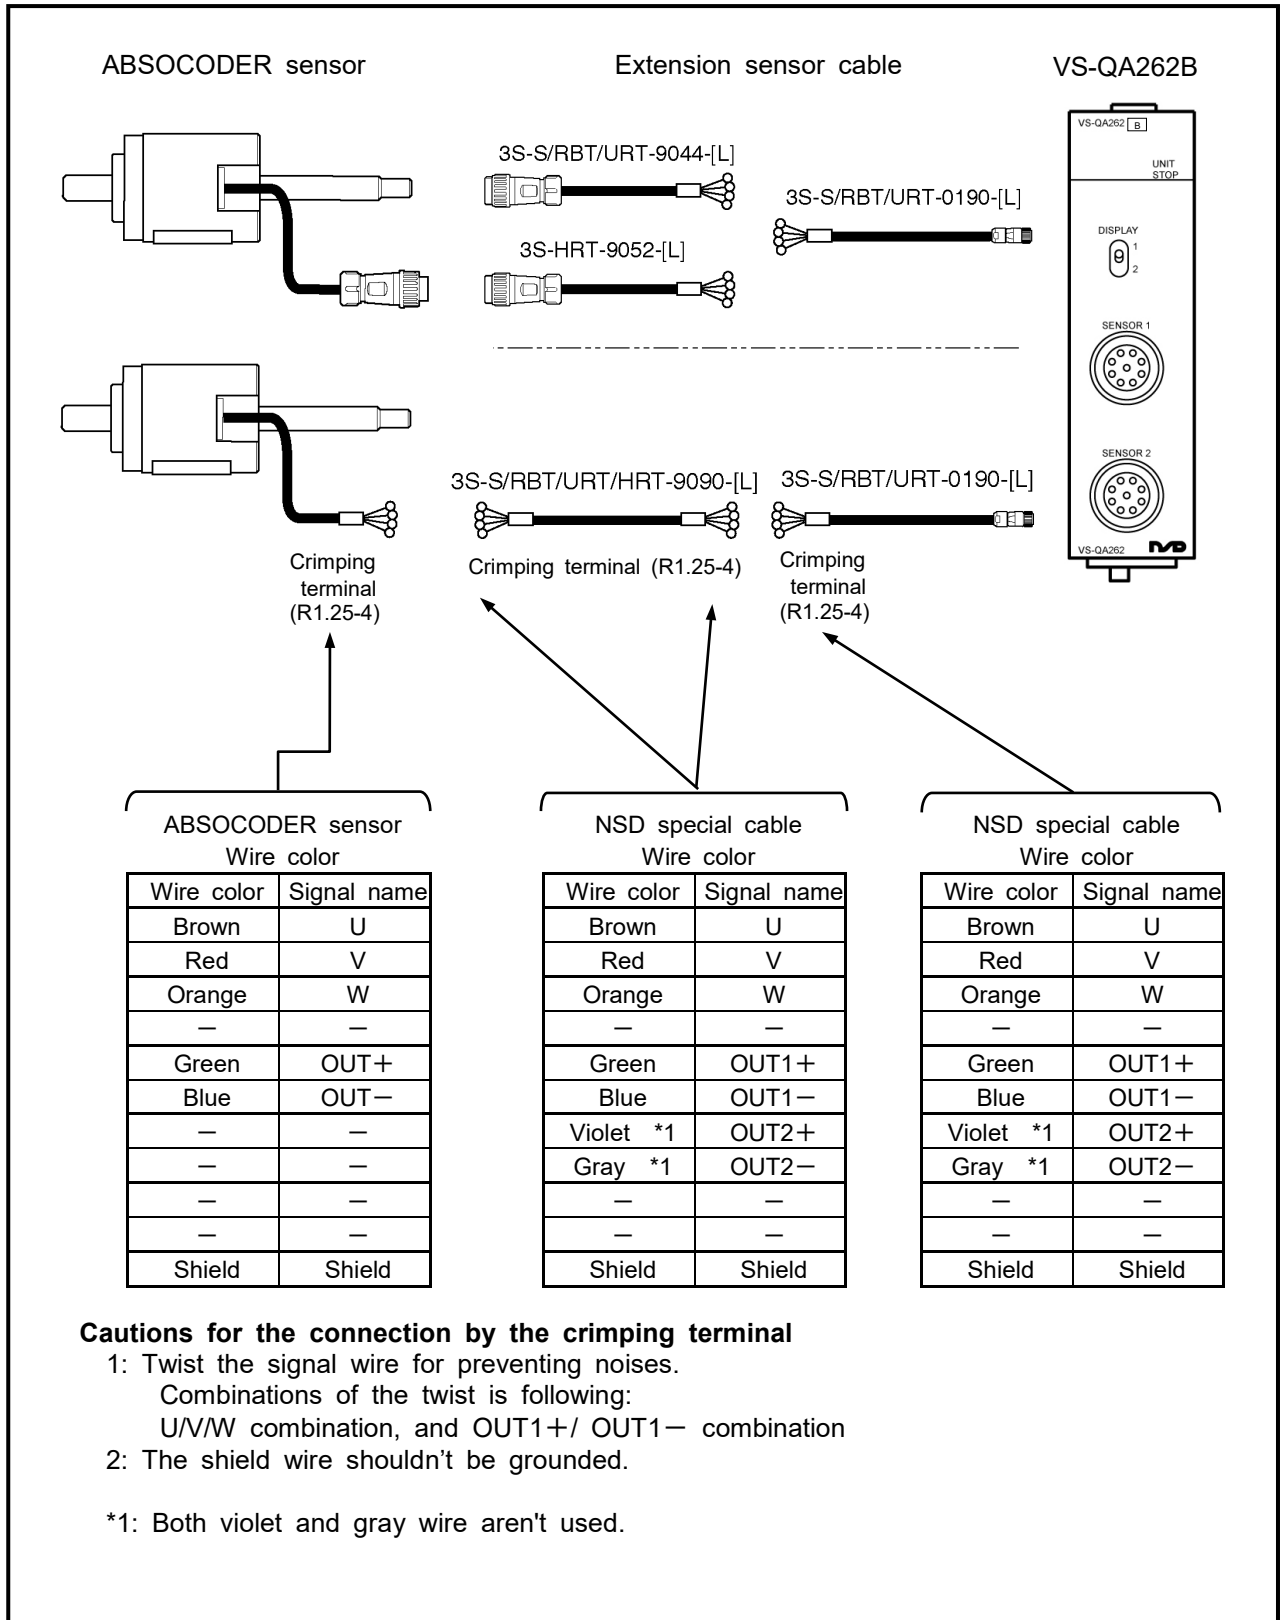 ABSOCODER sensor
Extension sensor cable
VS-QA262B
3S-S/RBT/URT-9044-[L]
3S-S/RBT/URT-0190-[L]
3S-HRT-9052-[L]
VS-QA262 B
UNIT
STOP
DISPLAY
1
2
SENSOR 1
SENSOR 2
VS-QA262 NSD
3S-S/RBT/URT/HRT-9090-[L]
3S-S/RBT/URT-0190-[L]
Crimping
terminal
(R1.25-4)
Crimping terminal (R1.25-4)
Crimping
terminal
(R1.25-4)
ABSOCODER sensor
Wire color
Wire color Signal name
Brown U
Red V
Orange W
— —
Green OUT＋
Blue OUT－
— —
— —
— —
— —
Shield Shield
NSD special cable
Wire color
Wire color Signal name
Brown U
Red V
Orange W
— —
Green OUT1＋
Blue OUT1－
Violet *1 OUT2＋
Gray *1 OUT2－
— —
— —
Shield Shield
NSD special cable
Wire color
Wire color Signal name
Brown U
Red V
Orange W
— —
Green OUT1＋
Blue OUT1－
Violet *1 OUT2＋
Gray *1 OUT2－
— —
— —
Shield Shield
Cautions for the connection by the crimping terminal
1: Twist the signal wire for preventing noises.
Combinations of the twist is following:
U/V/W combination, and OUT1＋/ OUT1－ combination
2: The shield wire shouldn’t be grounded.
*1: Both violet and gray wire aren't used.